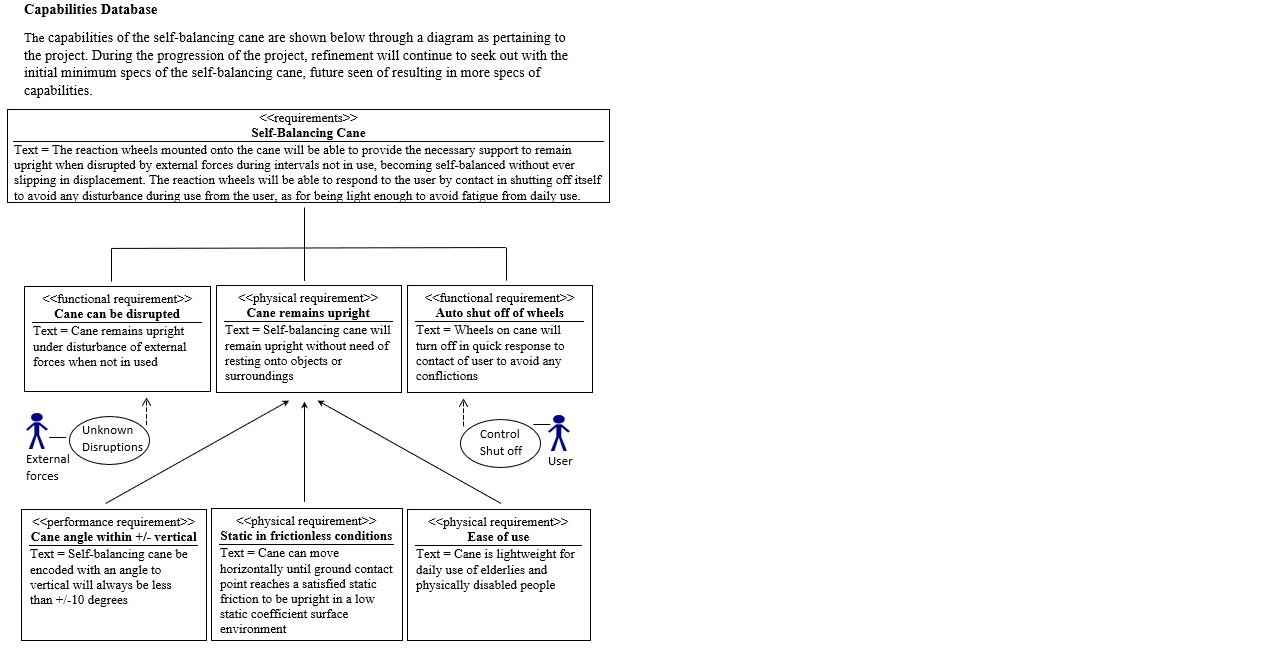 Capabilities Database
The capabilities of the self-balancing cane are shown below through a diagram as pertaining to
the project. During the progression of the project, refinement will continue to seek out with the
initial minimum specs of the self-balancing cane, future seen of resulting in more specs of
capabilities.
<<requirements>>
Self-Balancing Cane
Text = The reaction wheels mounted onto the cane will be able to provide the necessary support to remain
upright when disrupted by external forces during intervals not in use, becoming self-balanced without ever
slipping in displacement. The reaction wheels will be able to respond to the user by contact in shutting off itself
to avoid any disturbance during use from the user, as for being light enough to avoid fatigue from daily use.
<<functional requirement>>
Cane can be disrupted
Text = Cane remains upright
under disturbance of external
forces when not in used
<<physical requirement>>
Cane remains upright
Text = Self-balancing cane will
remain upright without need of
resting onto objects or
surroundings
<<functional requirement>>
Auto shut off of wheels
Text = Wheels on cane will
turn off in quick response to
contact of user to avoid any
conflictions
Unknown
Disruptions
External
forces
Control
Shut off
User
<<performance requirement>>
Cane angle within +/- vertical
Text = Self-balancing cane be
encoded with an angle to
vertical will always be less
than +/-10 degrees
<<physical requirement>>
Static in frictionless conditions
Text = Cane can move
horizontally until ground contact
point reaches a satisfied static
friction to be upright in a low
static coefficient surface
environment
<<physical requirement>>
Ease of use
Text = Cane is lightweight for
daily use of elderlies and
physically disabled people